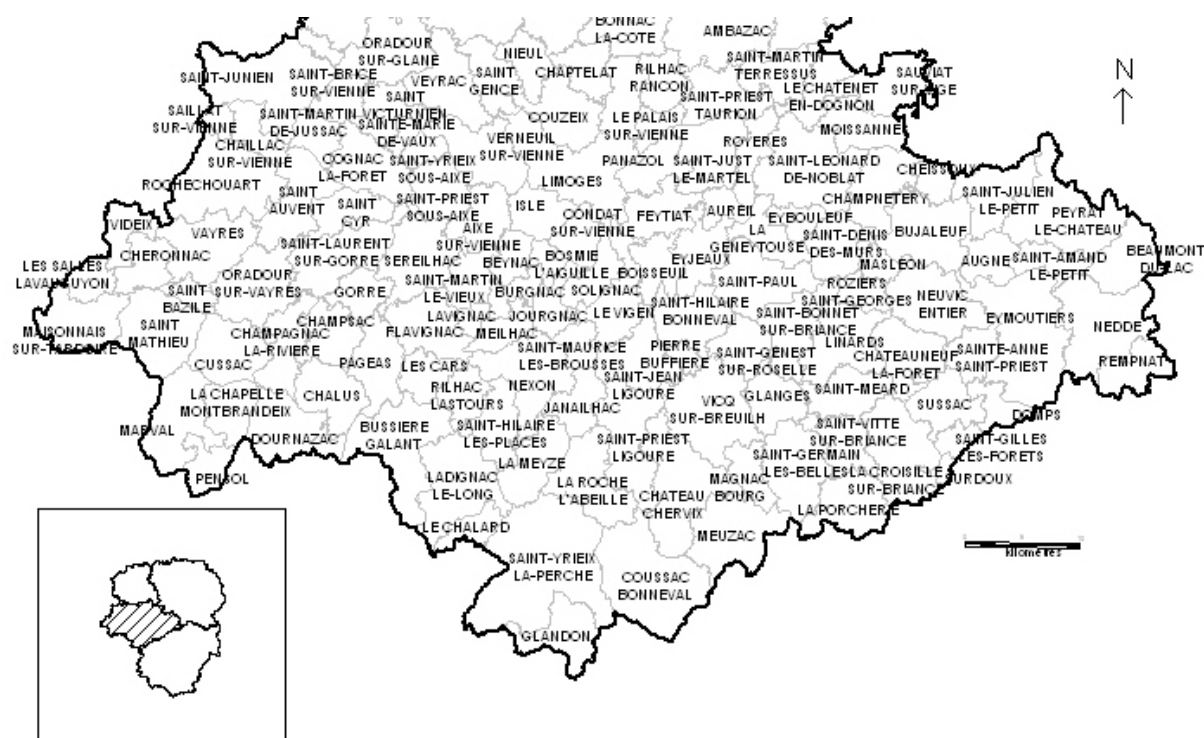 BONNAC
LA-COTE
AMBAZAC
ORADOUR
SUR-GLANE
NIEUL
SAINT-MARTIN
TERRESSUS
N
SAINT-JUNIEN
SAINT-BRICE
SUR-VIENNE
VEYRAC
SAINT
GENCE
CHAPTELAT
RILHAC
RANCON
LE CHATENET
EN-DOGNON
SAUVIAT
SUR-VIGE
SAINT-PRIEST
TAURION
SAILLAT
SUR-VIENNE
SAINT-MARTIN
DE-JUSSAC
SAINT
VICTURNIEN
SAINTE-MARIE
DE-VAUX
COUZEIX
LE PALAIS
SUR-VIENNE
MOISSANNE
CHAILLAC
SUR-VIENNE
VERNEUIL
SUR-VIENNE
ROYERES
COGNAC
LA-FORET
SAINT-YRIEIX
SOUS-AIXE
PANAZOL
SAINT-JUST
LE-MARTEL
SAINT-LEONARD
DE-NOBLAT
CHEISSOUX
ROCHECHOUART
LIMOGES
SAINT
AUVENT
SAINT
CYR
SAINT-PRIEST
SOUS-AIXE
ISLE
CHAMPNETERY
SAINT-JULIEN
LE-PETIT
VIDEIX
VAYRES
AIXE
SUR-VIENNE
CONDAT
SUR-VIENNE
FEYTIAT
AUREIL
EYBOULEUF
PEYRAT
LE-CHATEAU
LA
GENEYTOUSE
SAINT-DENIS
DES-MURS
BUJALEUF
CHERONNAC
SAINT-LAURENT
SUR-GORRE
SEREILHAC
BEYNAC
BOSMIE
L'AIGUILLE
EYJEAUX
MASLEON
AUGNE
SAINT-AMAND
LE-PETIT
BEAUMONT
DU-LAC
LES SALLES
LAVAUGUYON
ORADOUR
SUR-VAYRES
SAINT-MARTIN
LE-VIEUX
BOISSEUIL
SAINT-PAUL
ROZIERS
SAINT-GEORGES
SAINT
BAZILE
GORRE
BURGNAC
SOLIGNAC
SAINT-HILAIRE
BONNEVAL
NEUVIC
ENTIER
LAVIGNAC
JOURGNAC
LE VIGEN
SAINT-BONNET
SUR-BRIANCE
EYMOUTIERS
MAISONNAIS
SUR-TARDOIRE
SAINT
MATHIEU
CHAMPSAC
CHAMPAGNAC
LA-RIVIERE
FLAVIGNAC
MEILHAC
LINARDS
NEDDE
SAINT-MAURICE
LES-BROUSSES
PIERRE
BUFFIERE
SAINT-GENEST
SUR-ROSELLE
CHATEAUNEUF
LA-FORET
SAINTE-ANNE
SAINT-PRIEST
REMPNAT
CUSSAC
PAGEAS
LES CARS
SAINT-JEAN
LIGOURE
LA CHAPELLE
MONTBRANDEIX
CHALUS
RILHAC
LASTOURS
NEXON
JANAILHAC
VICQ
SUR-BREUILH
GLANGES
SAINT-MEARD
SUSSAC
DOMPS
MARVAL
DOURNAZAC
BUSSIERE
GALANT
SAINT-HILAIRE
LES-PLACES
SAINT-PRIEST
LIGOURE
SAINT-VITTE
SUR-BRIANCE
SAINT-GILLES
LES-FORETS
PENSOL
LA MEYZE
SAINT-GERMAIN
LES-BELLES
LA CROISILLE
SUR-BRIANCE
SURDOUX
LADIGNAC
LE-LONG
LA ROCHE
L'ABEILLE
CHATEAU
CHERVIX
MAGNAC
BOURG
LA PORCHERIE
LE CHALARD
MEUZAC
SAINT-YRIEIX
LA-PERCHE
COUSSAC
BONNEVAL
kilomètres
GLANDON